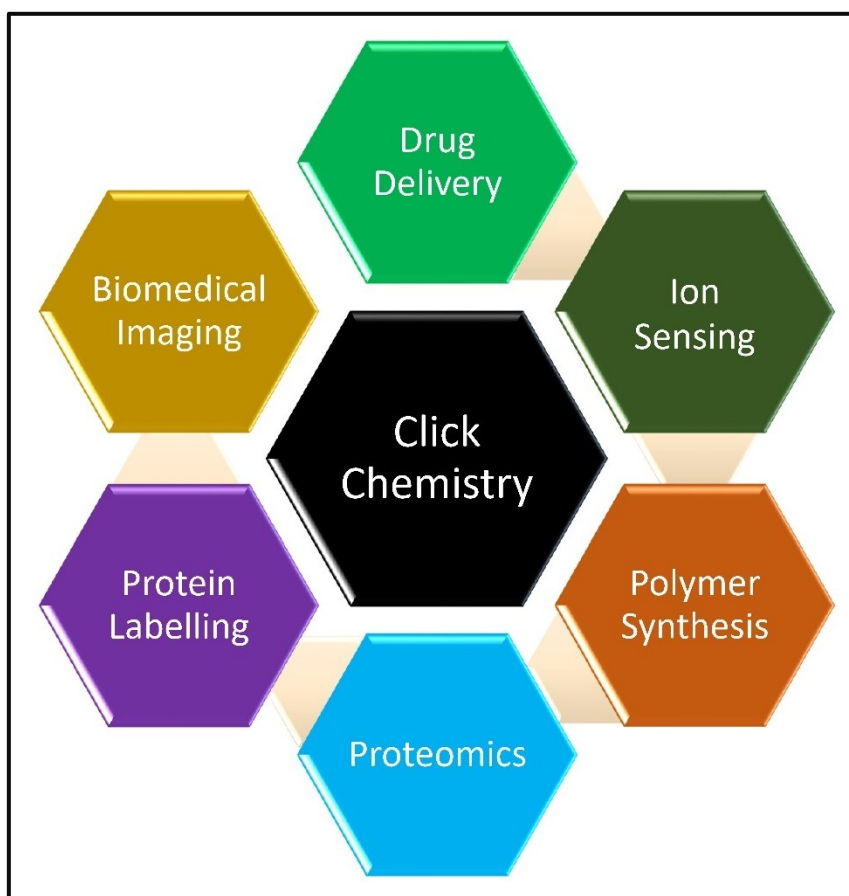 Drug
Delivery
Biomedical
Imaging
Ion
Sensing
Click
Chemistry
Protein
Labelling
Polymer
Synthesis
Proteomics